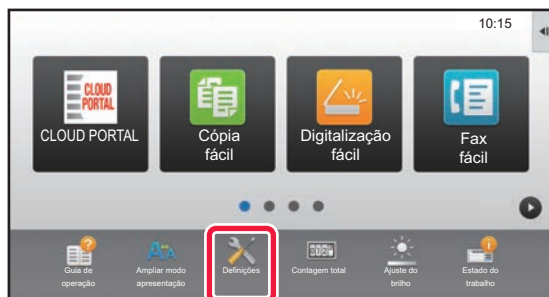 10:15
CLOUD
PORTAL
CLOUD PORTAL
Cópia
fácil
Digitalização
fácil
Fax
fácil
Guia de
operação
Ampliar modo
apresentação
Definições
Contagem total
Ajuste do
brilho
Estado do
trabalho